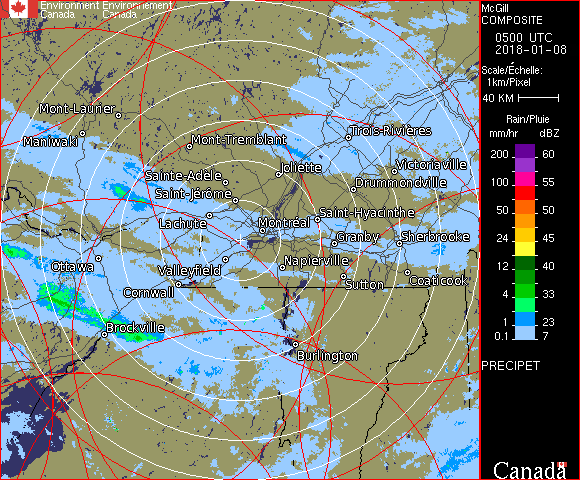 Environment Environnement
Canada Canada
McGill
COMPOSITE
0500 UTC
2018-01-08
Scale/Échelle:
1km/Pixel
40 KM
Rain/Pluie
mm/hr dBZ
200 60
55
100 55
50 50
24 45
12 40
4 33
1 23
0.1 7
PRECIPET
Canada
Mont-Laurier
Maniwaki
Mont-Tremblant
Trois-Rivières
Joliette
Victoriaville
Sainte-Adèle
Drummondville
Saint-Jérôme
Saint-Hyacinthe
Lachute
Montréal
Granby
Sherbrooke
Ottawa
Valleyfield
Napierville
Cornwall
Sutton
Coaticook
Brockville
Burlington